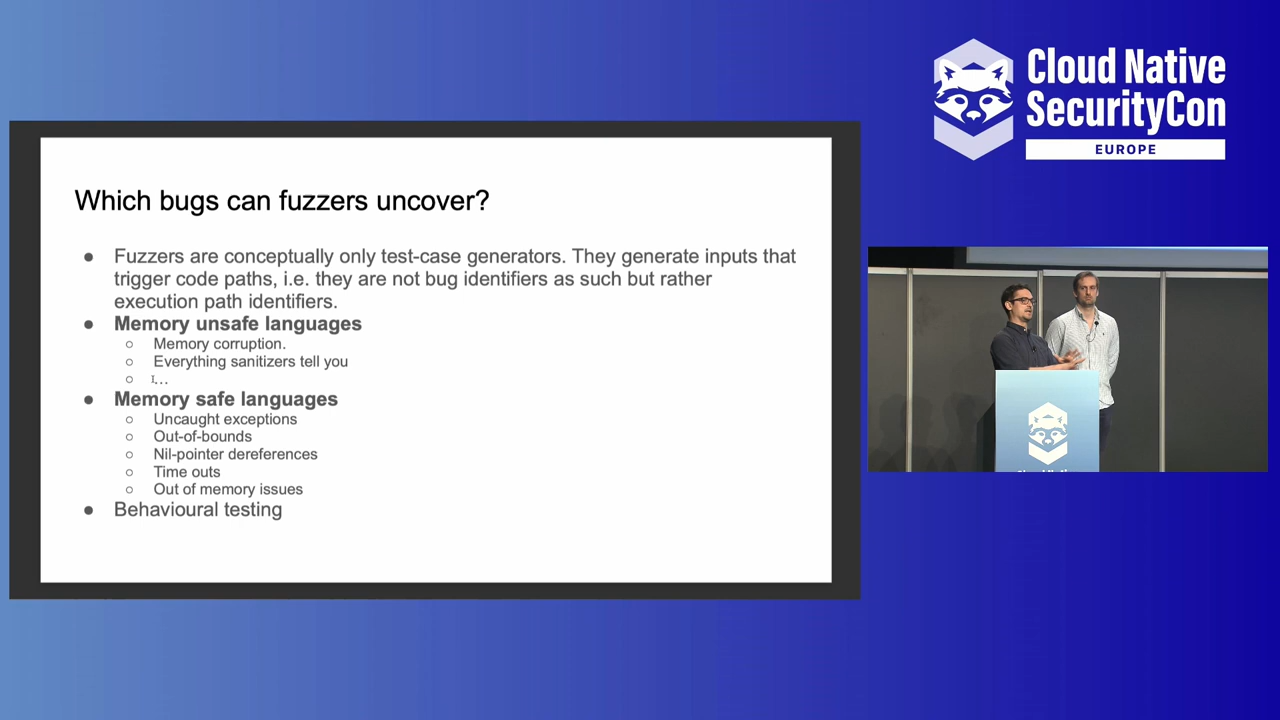 Cloud Native
SecurityCon
EUROPE
Which bugs can fuzzers uncover?
● Fuzzers are conceptually only test-case generators. They generate inputs that
trigger code paths, i.e. they are not bug identifiers as such but rather
execution path identifiers.
● Memory unsafe languages
○ Memory corruption.
○ Everything sanitizers tell you
○ …
● Memory safe languages
○ Uncaught exceptions
○ Out-of-bounds
○ Nil-pointer dereferences
○ Time outs
○ Out of memory issues
● Behavioural testing
Cloud Native